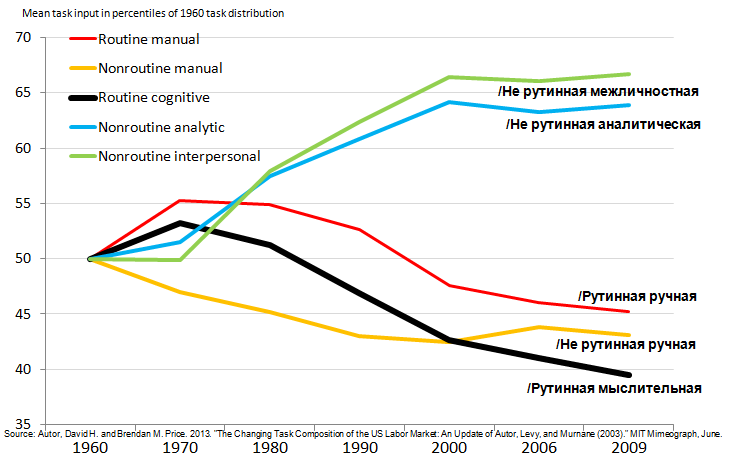 Mean task input in percentiles of 1960 task distribution
70
65
60
55
50
45
40
35
Routine manual
Nonroutine manual
Routine cognitive
Nonroutine analytic
Nonroutine interpersonal
/Не рутинная межличностная
/Не рутинная аналитическая
/Рутинная ручная
/Не рутинная ручная
/Рутинная мыслительная
Source: Autor, David H. and Brendan M. Price. 2013. "The Changing Task Composition of the US Labor Market: An Update of Autor, Levy, and Murnane (2003)." MIT Mimeograph, June.
1960 1970 1980 1990 2000 2006 2009